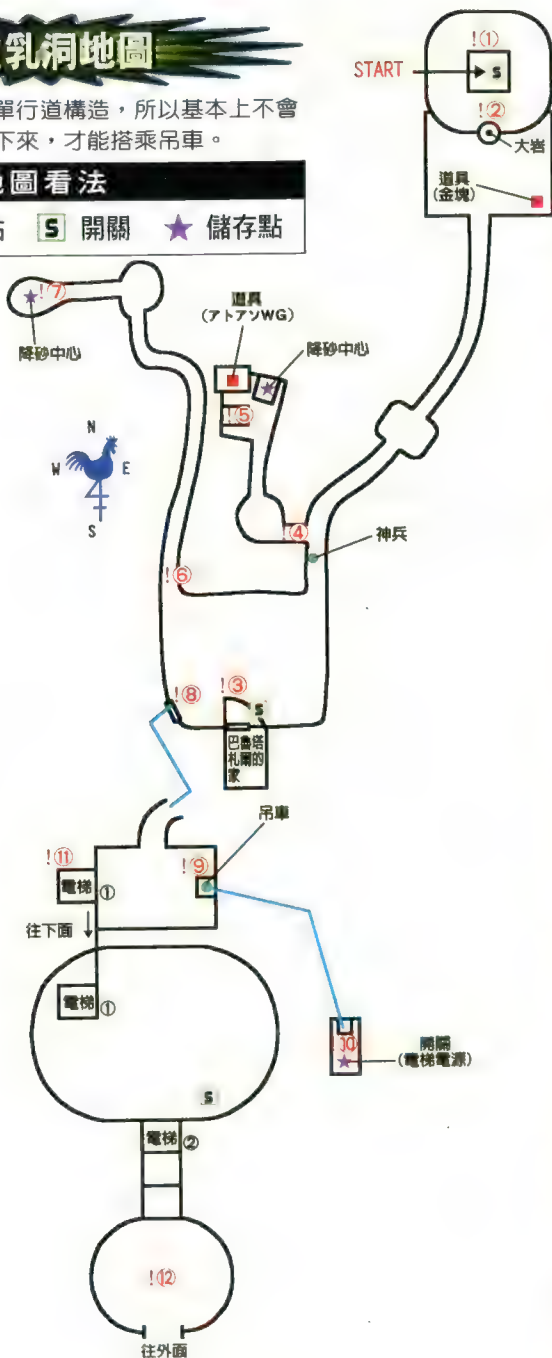 乳洞地圖
單行道構造，所以基本上不會
下來，才能搭乘吊車。
地圖看法
S 開關 ★ 儲存點
START
!①
S
!②
大岩
道具
(金塊)
!⑦
降砂中心
道具
(アトアソWG)
降砂中心
!⑤
N
W E
S
!④
神兵
!⑥
!⑧
!③
S
巴魯塔
札爾的
家
吊車
!⑪
電梯 ①
!⑨
往下面 ↓
電梯 ①
!⑩
開關
(電梯電源)
S
電梯 ②
!⑫
往外面